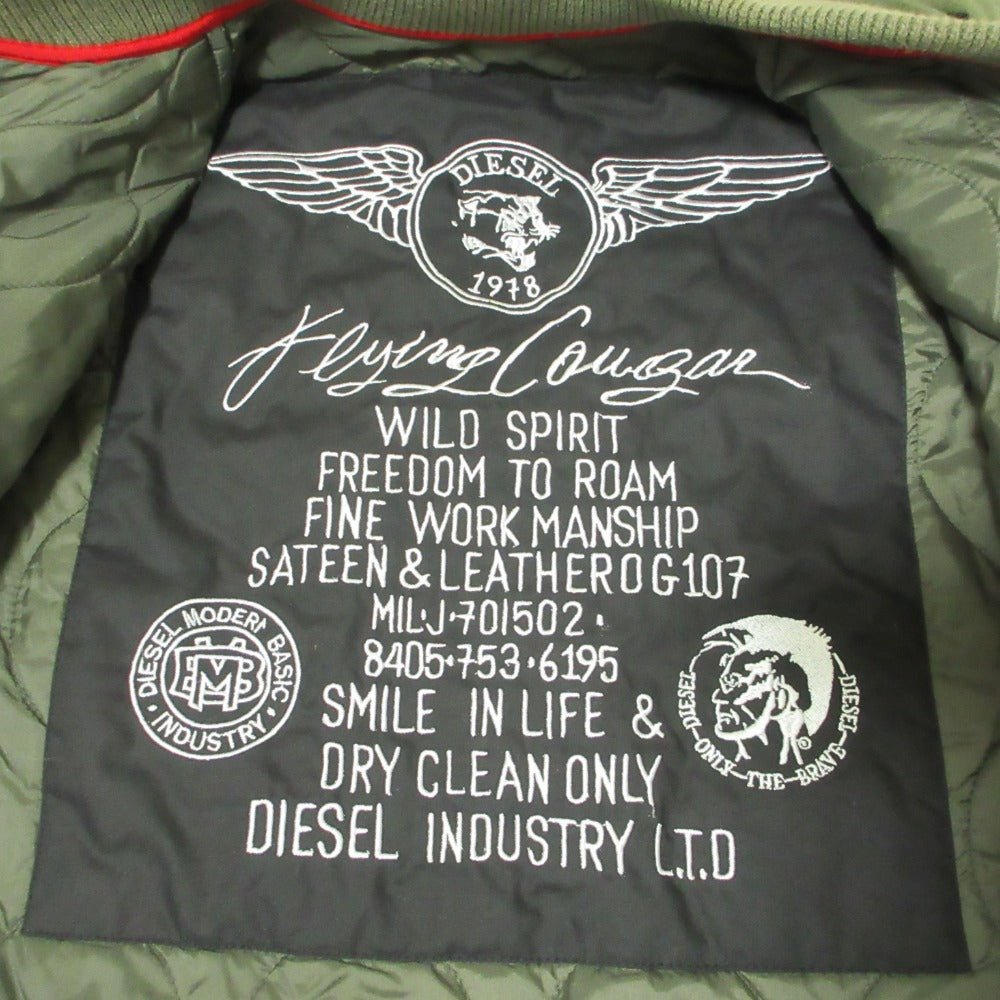 DIESEL
1978
Flying Cougar
WILD SPIRIT
FREEDOM TO ROAM
FINE WORKMANSHIP
SATEEN & LEATHER OG107
MIL·J·701502·
8405·753·6195
SMILE IN LIFE &
DRY CLEAN ONLY
DIESEL INDUSTRY L.T.D
DIESEL MODERN BASIC
· INDUSTRY ·
BM
DIESEL-ONLY-THE-BRAVE-DIESEL
®